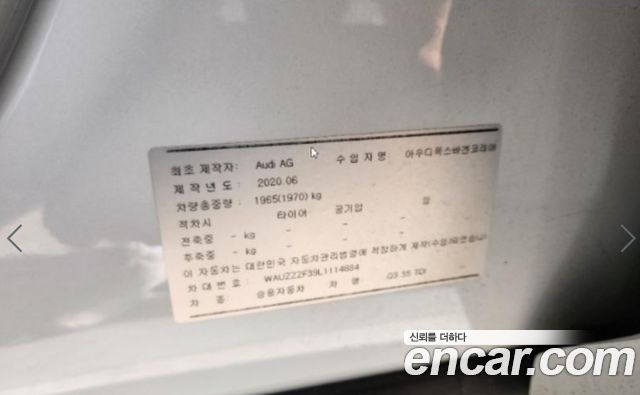 최초 제작자: Audi AG 수 입 자 명: 아우디폭스바겐코리아
제 작 년 도 : 2020.06
차량총중량 : 1965(1970) kg
적차시 타이어 공기압 림
전축중 - kg - - -
후축중 - kg - - -
이 자동차는 대한민국 자동차관리법령에 적합하게 제작(수입)되었습니다
차 대 번 호 : WAUZZZF39L1114884
차 종: 승용자동차 차 명: Q3 35 TDI
신뢰를 더하다
encar.com